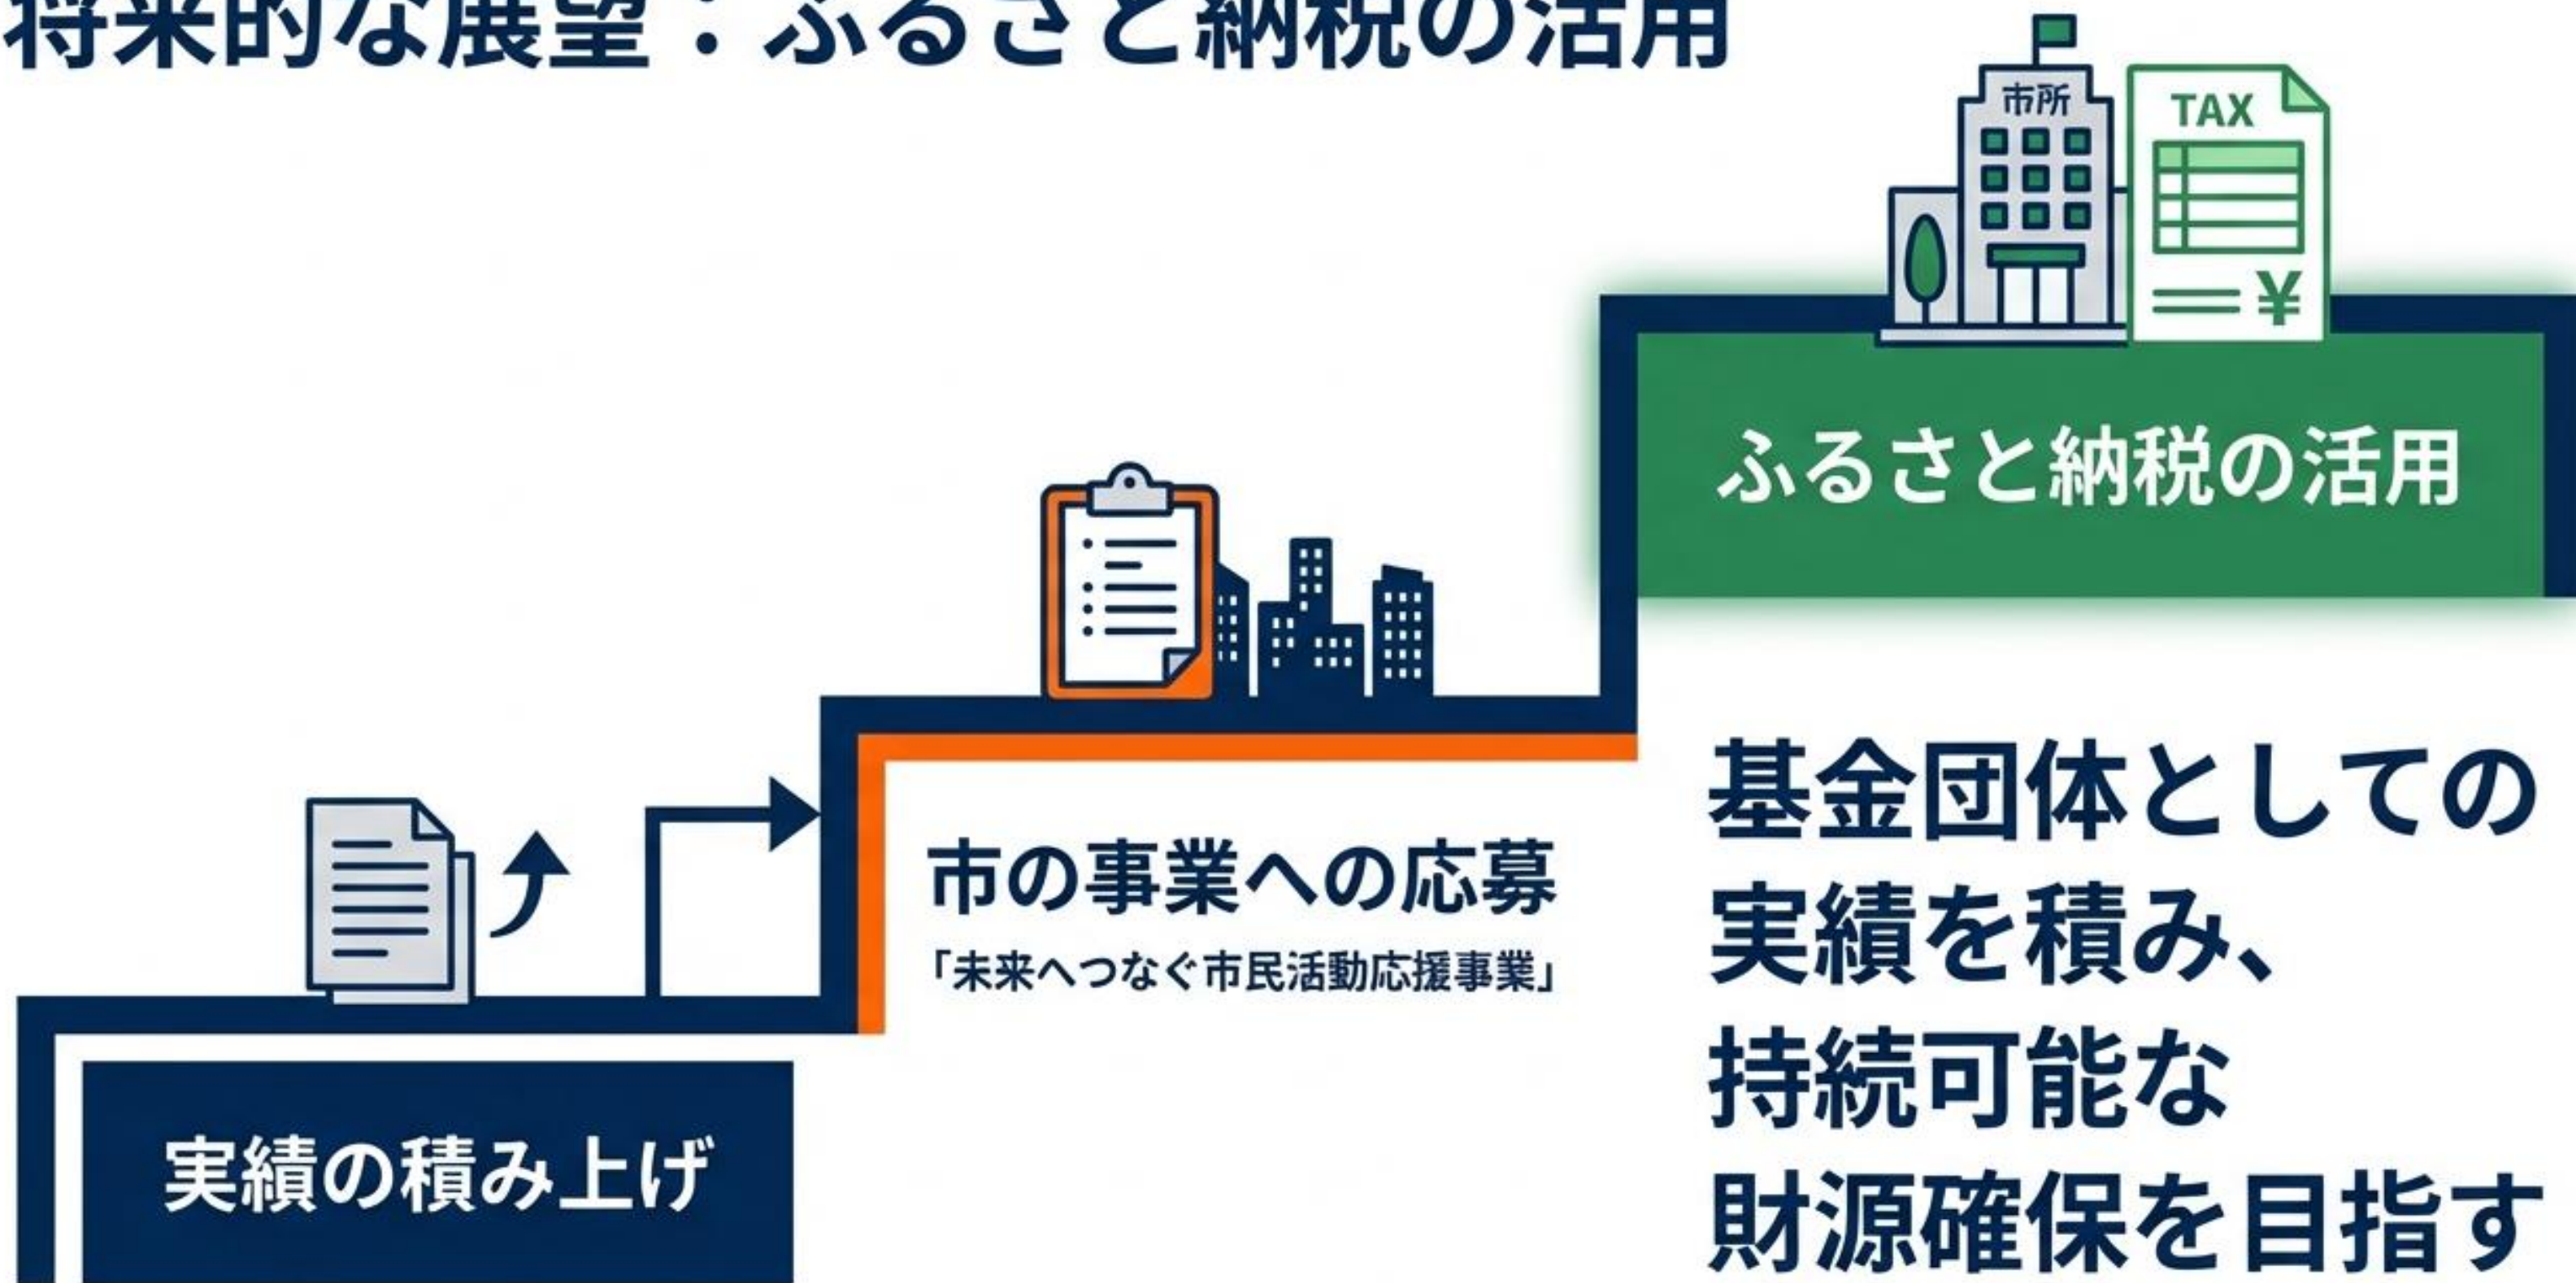 将来的な展望：ふるさと納税の活用
市所
TAX
¥
ふるさと納税の活用
市の事業への応募
「未来へつなぐ市民活動応援事業」
実績の積み上げ
基金団体としての
実績を積み、
持続可能な
財源確保を目指す